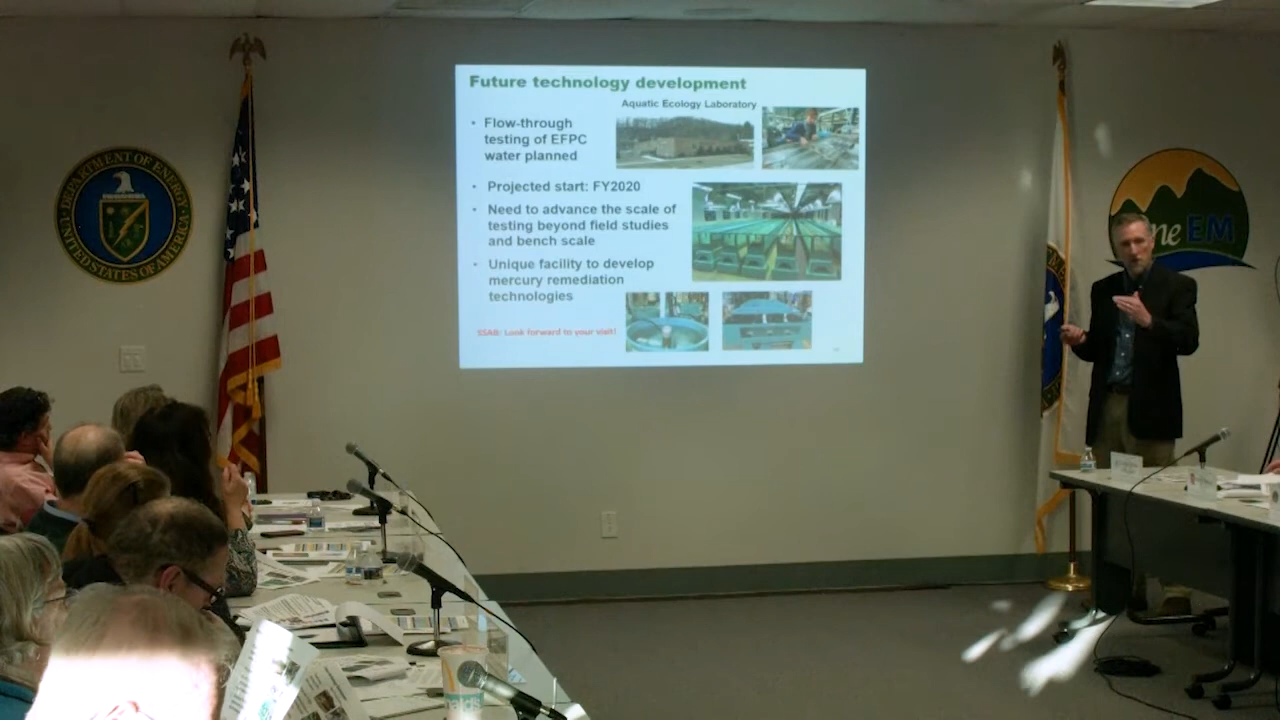 Future technology development
Aquatic Ecology Laboratory
• Flow-through
testing of EFPC
water planned
• Projected start: FY2020
• Need to advance the scale of
testing beyond field studies
and bench scale
• Unique facility to develop
mercury remediation
technologies
SSAB: Look forward to your visit!
DEPARTMENT OF ENERGY
UNITED STATES OF AMERICA
EM